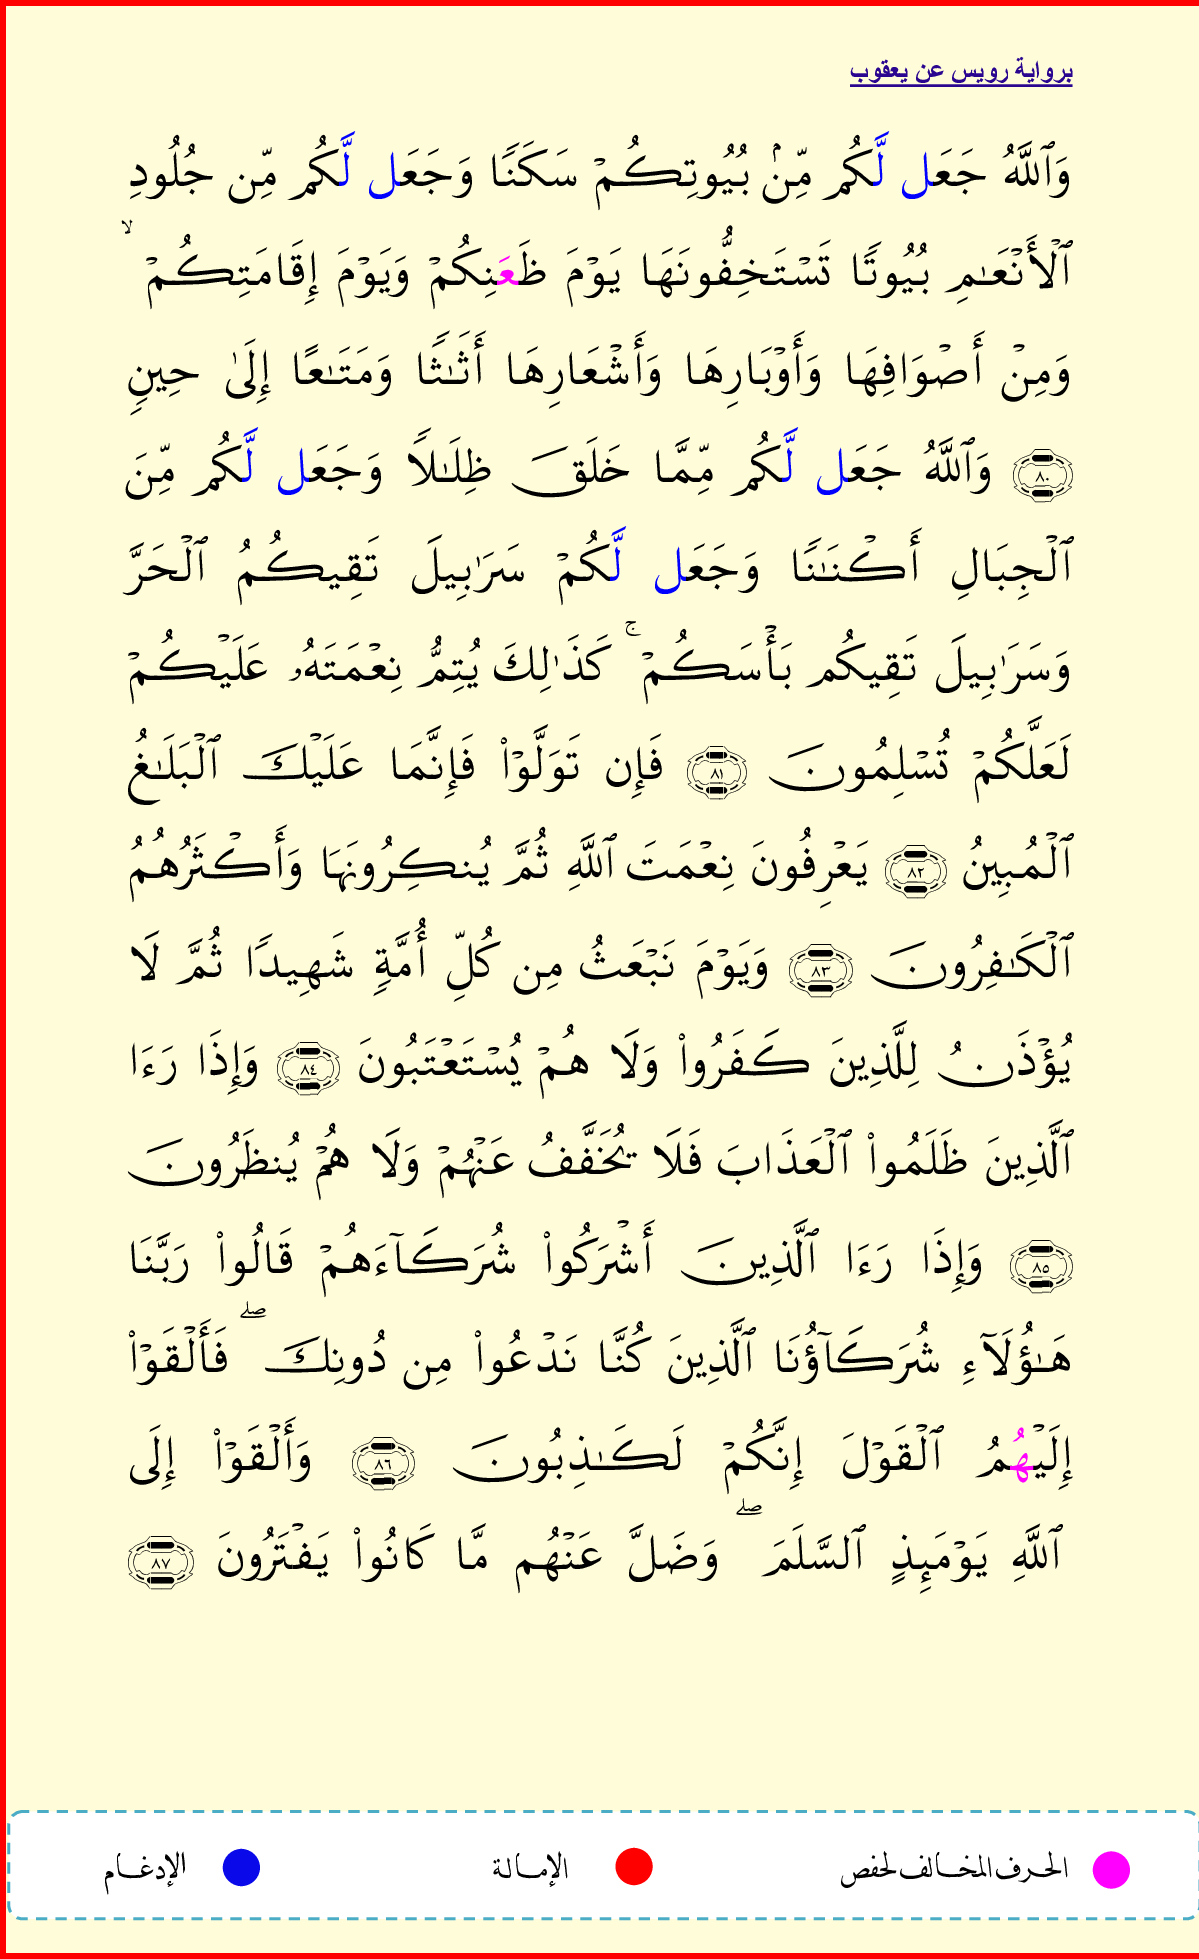 برواية رويس عن يعقوب
وَٱللَّهُ جَعَل لَّكُم مِّنۢ بُيُوتِكُمۡ سَكَنًا وَجَعَل لَّكُم مِّن جُلُودِ
ٱلۡأَنۡعَـٰمِ بُيُوتًا تَسۡتَخِفُّونَهَا يَوۡمَ ظَعَنِكُمۡ وَيَوۡمَ إِقَامَتِكُمۡ ۙ
وَمِنۡ أَصۡوَافِهَا وَأَوۡبَارِهَا وَأَشۡعَارِهَا أَثَـٰثًا وَمَتَـٰعًا إِلَىٰ حِينٍ
٨٠ وَٱللَّهُ جَعَل لَّكُم مِّمَّا خَلَقَ ظِلَـٰلًا وَجَعَل لَّكُم مِّنَ
ٱلۡجِبَالِ أَكۡنَـٰنًا وَجَعَل لَّكُمۡ سَرَٰبِيلَ تَقِيكُمُ ٱلۡحَرَّ
وَسَرَٰبِيلَ تَقِيكُم بَأۡسَكُمۡ ۚ كَذَٰلِكَ يُتِمُّ نِعۡمَتَهُۥ عَلَيۡكُمۡ
لَعَلَّكُمۡ تُسۡلِمُونَ ٨١ فَإِن تَوَلَّوۡاْ فَإِنَّمَا عَلَيۡكَ ٱلۡبَلَـٰغُ
ٱلۡمُبِينُ ٨٢ يَعۡرِفُونَ نِعۡمَتَ ٱللَّهِ ثُمَّ يُنكِرُونَهَا وَأَكۡثَرُهُمُ
ٱلۡكَـٰفِرُونَ ٨٣ وَيَوۡمَ نَبۡعَثُ مِن كُلِّ أُمَّةٍ شَهِيدًا ثُمَّ لَا
يُؤۡذَنُ لِلَّذِينَ كَفَرُواْ وَلَا هُمۡ يُسۡتَعۡتَبُونَ ٨٤ وَإِذَا رَءَا
ٱلَّذِينَ ظَلَمُواْ ٱلۡعَذَابَ فَلَا يُخَفَّفُ عَنۡهُمۡ وَلَا هُمۡ يُنظَرُونَ
٨٥ وَإِذَا رَءَا ٱلَّذِينَ أَشۡرَكُواْ شُرَكَآءَهُمۡ قَالُواْ رَبَّنَا
هَـٰٓؤُلَآءِ شُرَكَآؤُنَا ٱلَّذِينَ كُنَّا نَدۡعُواْ مِن دُونِكَ ۖ فَأَلۡقَوۡاْ
إِلَيۡهُمُ ٱلۡقَوۡلَ إِنَّكُمۡ لَكَـٰذِبُونَ ٨٦ وَأَلۡقَوۡاْ إِلَى
ٱللَّهِ يَوۡمَئِذٍ ٱلسَّلَمَ ۖ وَضَلَّ عَنۡهُم مَّا كَانُواْ يَفۡتَرُونَ ٨٧
الحرف المخالف لحفص الإمالة الإدغام